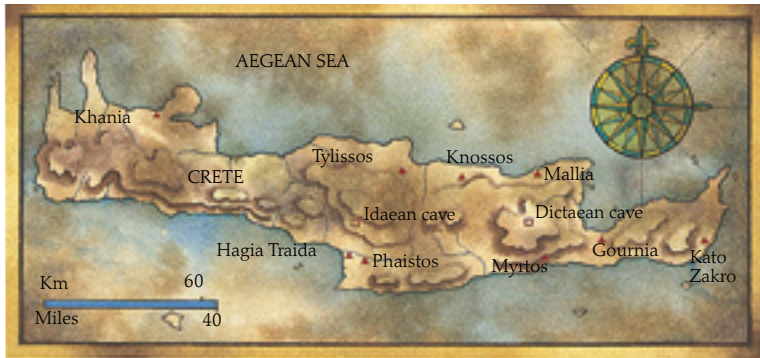 AEGEAN SEA
Khania
Tylissos
Knossos
CRETE
Mallia
Idaean cave
Dictaean cave
Hagia Traida
Phaistos
Myrtos
Gournia
Kato
Zakro
Km 60
Miles 40